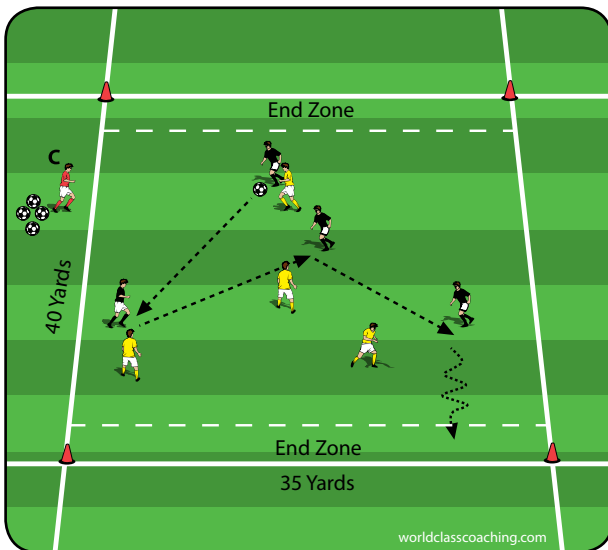 End Zone
C
40 Yards
End Zone
35 Yards
worldclasscoaching.com